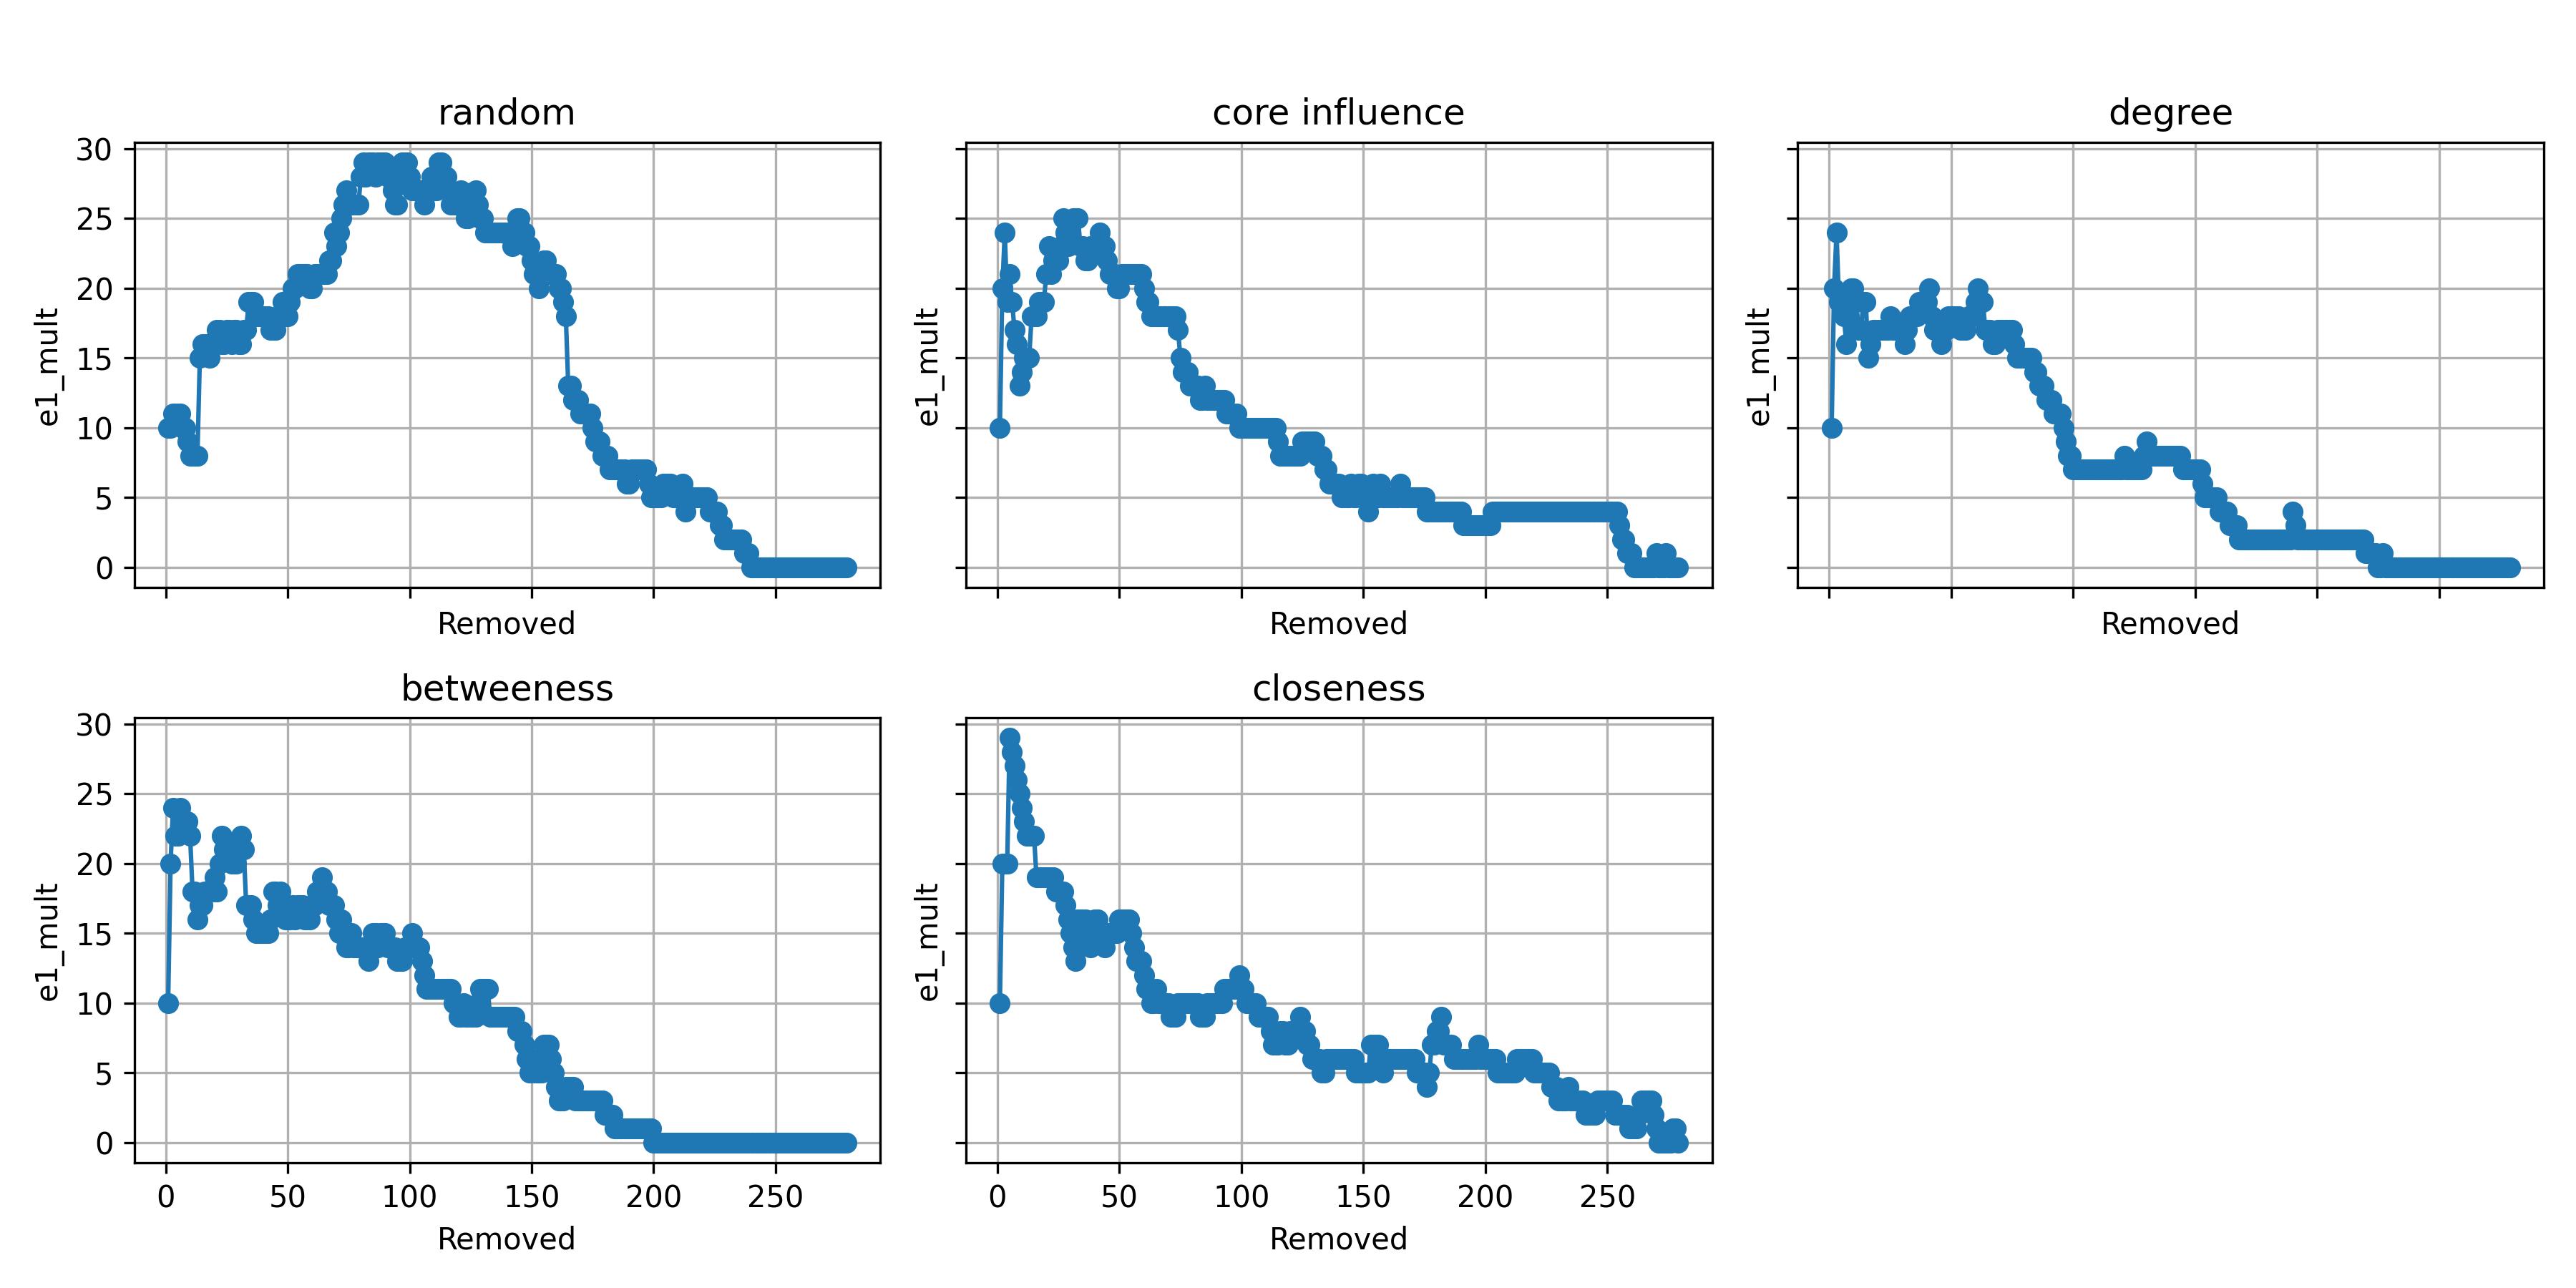 random
core influence
degree
30
25
20
15
10
5
0
e1_mult
e1_mult
e1_mult
Removed
Removed
Removed
betweeness
closeness
30
25
20
15
10
5
0
e1_mult
e1_mult
0 50 100 150 200 250
0 50 100 150 200 250
Removed
Removed